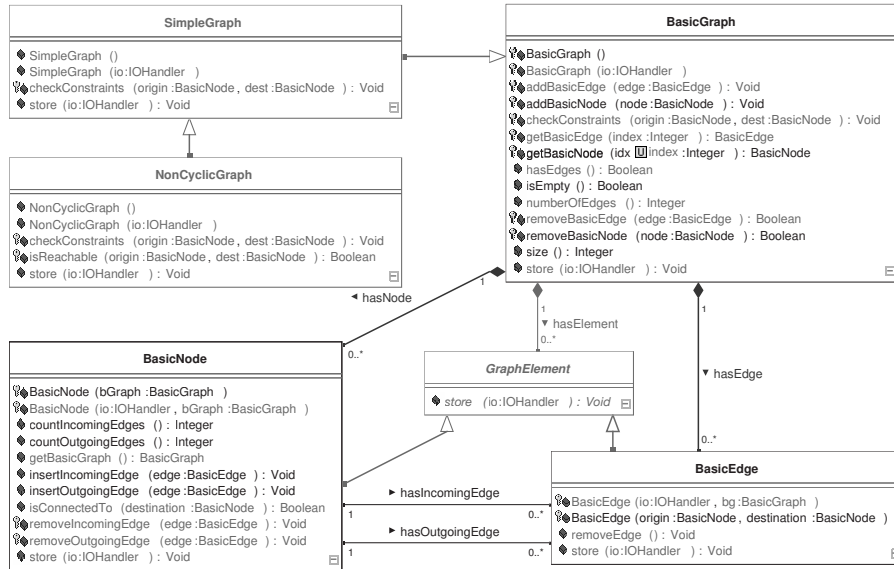 SimpleGraph
SimpleGraph ()
SimpleGraph (io:IOHandler )
checkConstraints (origin :BasicNode, dest :BasicNode ) : Void
store (io:IOHandler ) : Void
NonCyclicGraph
NonCyclicGraph ()
NonCyclicGraph (io:IOHandler )
checkConstraints (origin :BasicNode, dest :BasicNode ) : Void
isReachable (origin :BasicNode, dest :BasicNode ) : Boolean
store (io:IOHandler ) : Void
BasicGraph
BasicGraph ()
BasicGraph (io:IOHandler )
addBasicEdge (edge :BasicEdge ) : Void
addBasicNode (node :BasicNode ) : Void
checkConstraints (origin :BasicNode, dest :BasicNode ) : Void
getBasicEdge (index :Integer ) : BasicEdge
getBasicNode (idx U index :Integer ) : BasicNode
hasEdges () : Boolean
isEmpty () : Boolean
numberOfEdges () : Integer
removeBasicEdge (edge :BasicEdge ) : Boolean
removeBasicNode (node :BasicNode ) : Boolean
size () : Integer
store (io:IOHandler ) : Void
◄ hasNode
1
0..*
1
▼ hasElement
0..*
1
▼ hasEdge
0..*
BasicNode
BasicNode (bGraph :BasicGraph )
BasicNode (io:IOHandler , bGraph :BasicGraph )
countIncomingEdges () : Integer
countOutgoingEdges () : Integer
getBasicGraph () : BasicGraph
insertIncomingEdge (edge :BasicEdge ) : Void
insertOutgoingEdge (edge :BasicEdge ) : Void
isConnectedTo (destination :BasicNode ) : Boolean
removeIncomingEdge (edge :BasicEdge ) : Void
removeOutgoingEdge (edge :BasicEdge ) : Void
store (io:IOHandler ) : Void
GraphElement
store (io:IOHandler ) : Void
► hasIncomingEdge
1
0..*
► hasOutgoingEdge
1
0..*
BasicEdge
BasicEdge (io:IOHandler , bg :BasicGraph )
BasicEdge (origin :BasicNode, destination :BasicNode )
removeEdge () : Void
store (io:IOHandler ) : Void